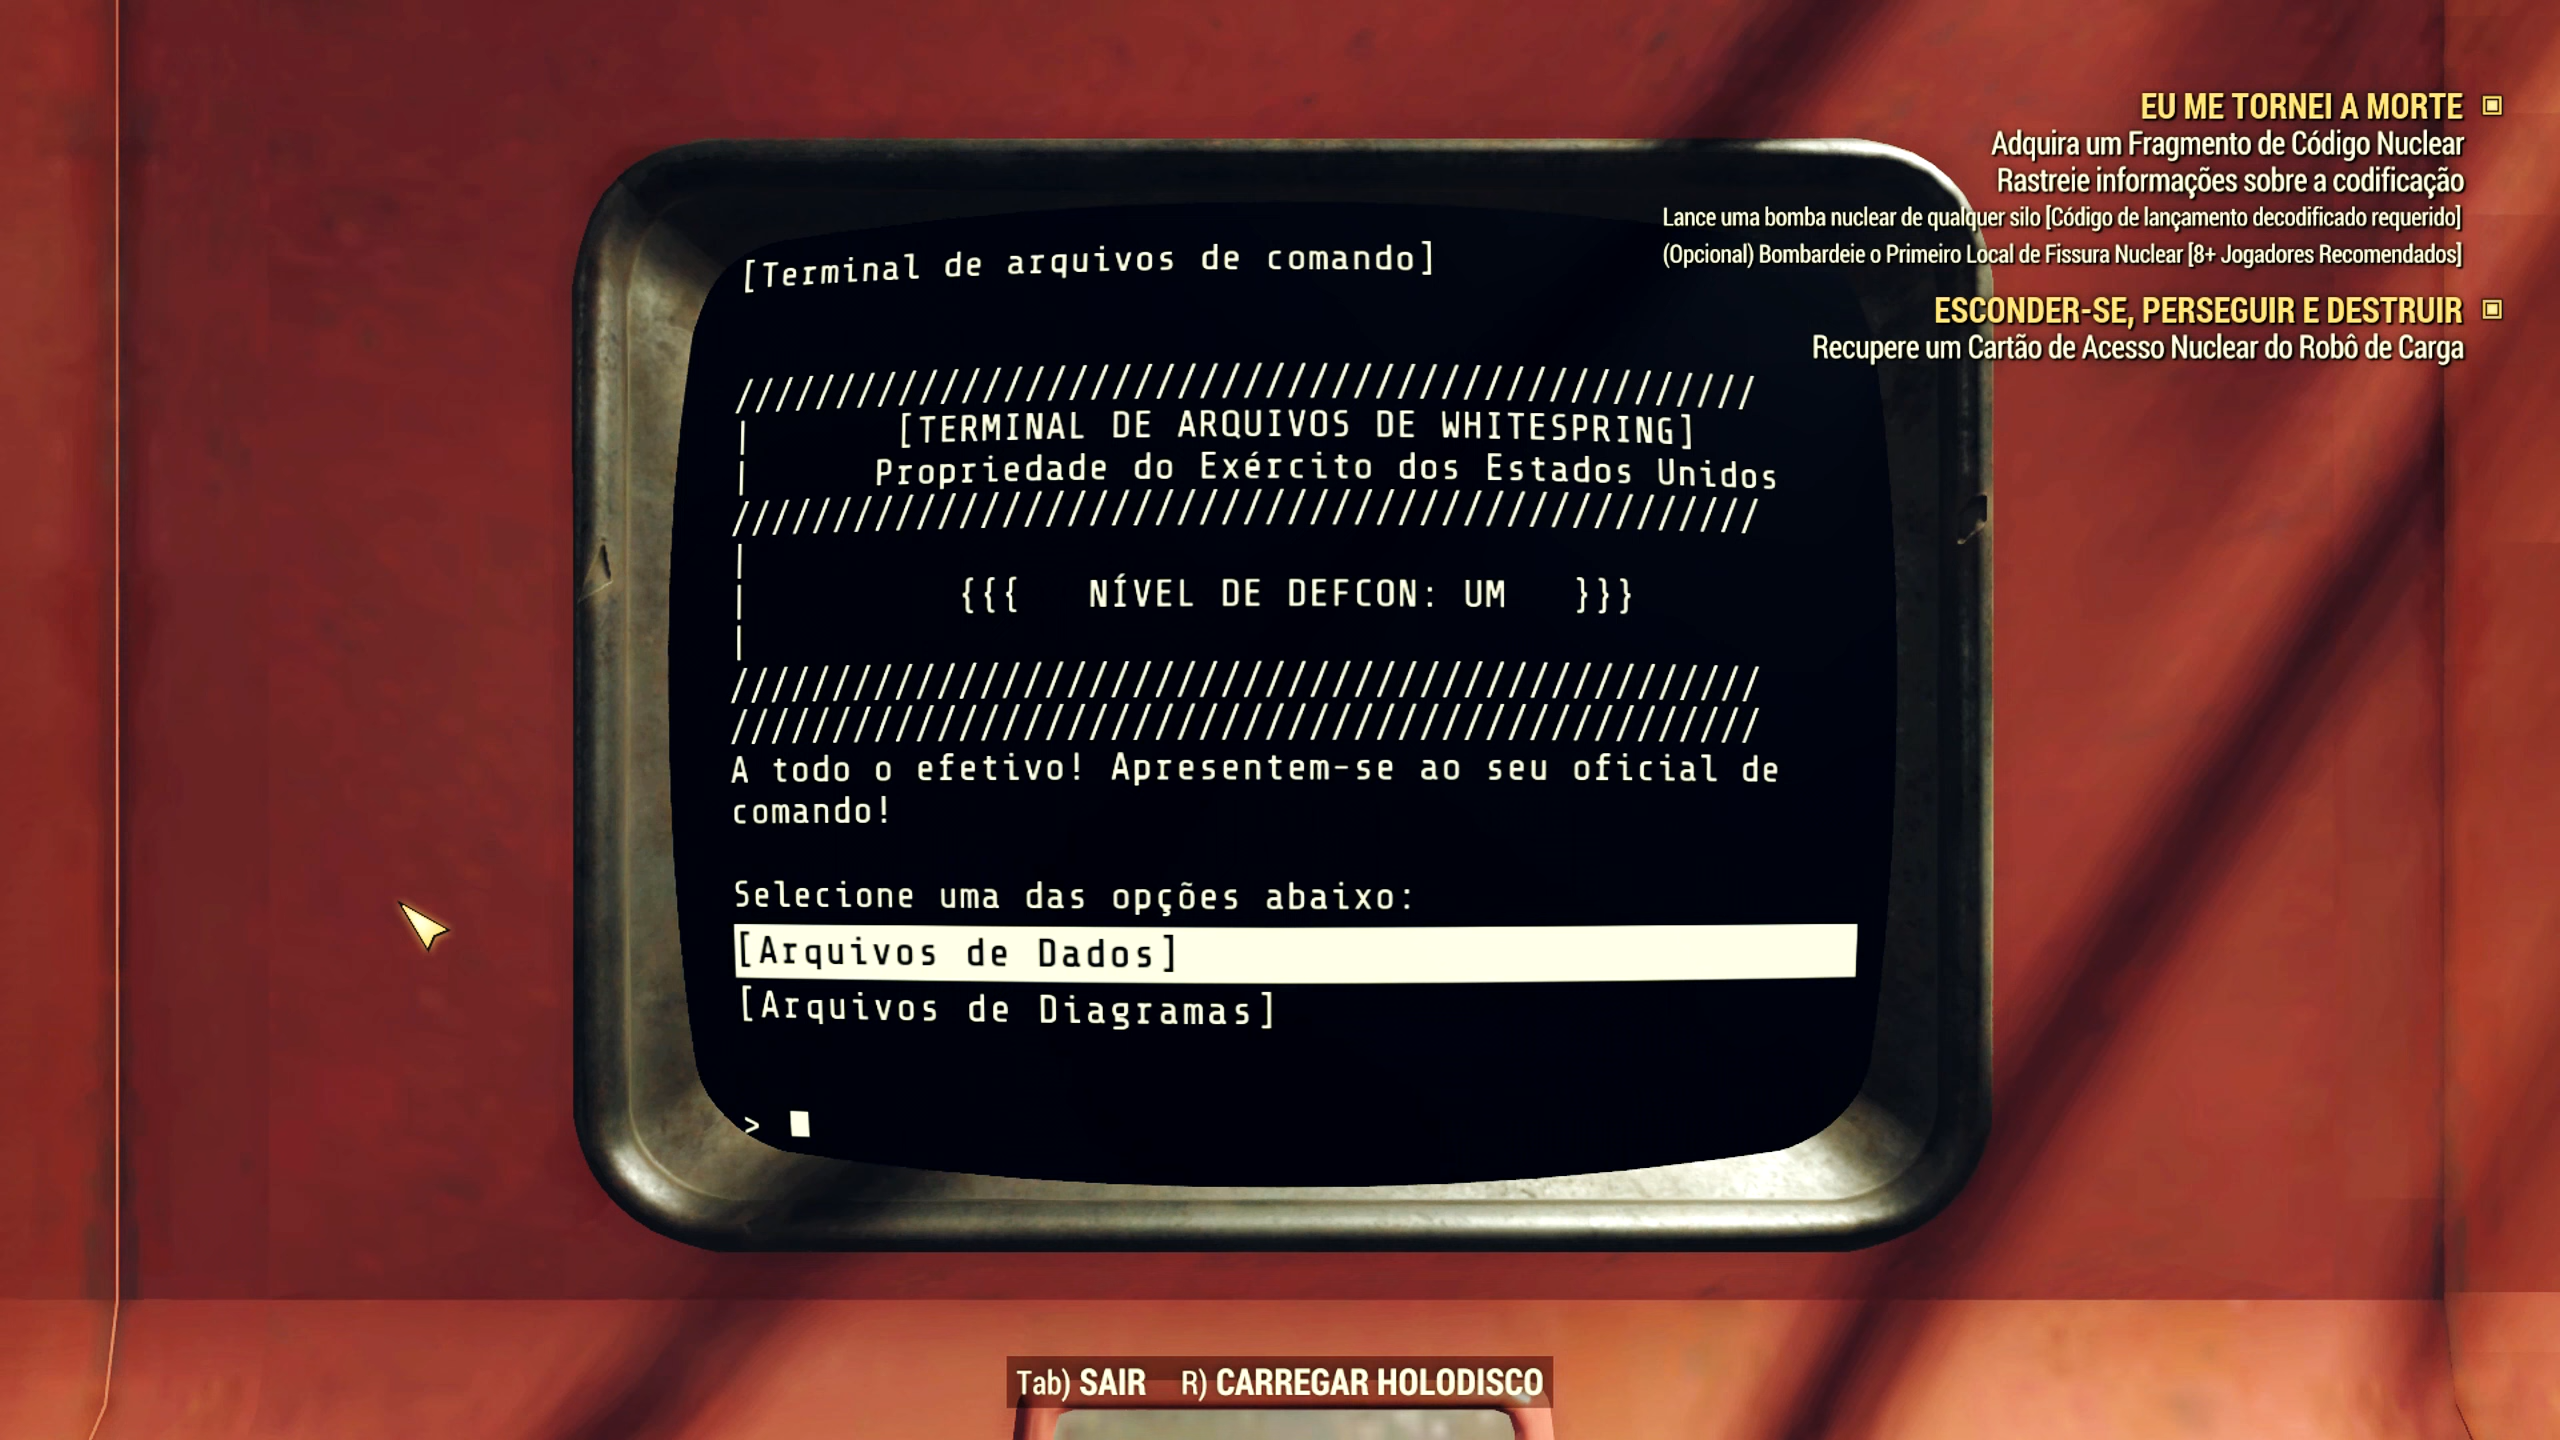 EU ME TORNEI A MORTE
Adquira um Fragmento de Código Nuclear
Rastreie informações sobre a codificação
Lance uma bomba nuclear de qualquer silo [Código de lançamento decodificado requerido]
(Opcional) Bombardeie o Primeiro Local de Fissura Nuclear [8+ Jogadores Recomendados]
ESCONDER-SE, PERSEGUIR E DESTRUIR
Recupere um Cartão de Acesso Nuclear do Robô de Carga
[Terminal de arquivos de comando]
/////////////////////////////////////////////////
| [TERMINAL DE ARQUIVOS DE WHITESPRING]
| Propriedade do Exército dos Estados Unidos
/////////////////////////////////////////////////
|
| {{{ NÍVEL DE DEFCON: UM }}}
|
/////////////////////////////////////////////////
/////////////////////////////////////////////////
A todo o efetivo! Apresentem-se ao seu oficial de
comando!
Selecione uma das opções abaixo:
[Arquivos de Dados]
[Arquivos de Diagramas]
>
Tab) SAIR R) CARREGAR HOLODISCO